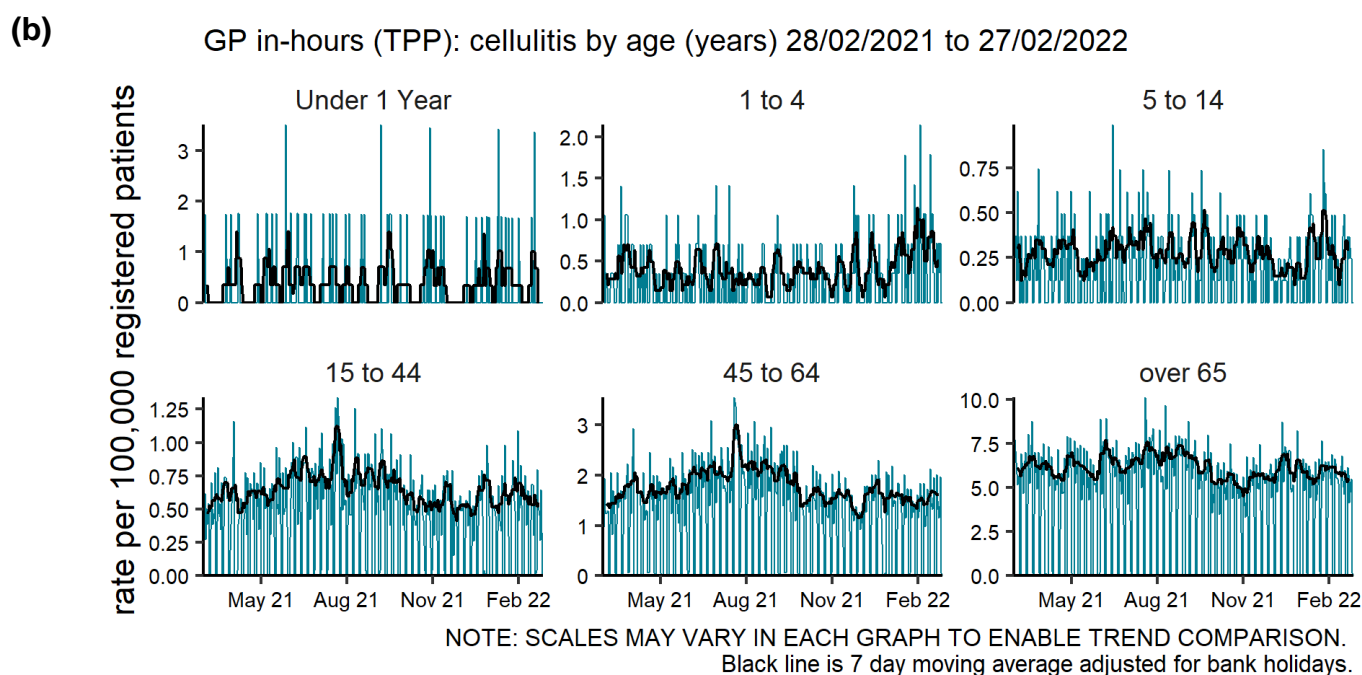 (b)
GP in-hours (TPP): cellulitis by age (years) 28/02/2021 to 27/02/2022
rate per 100,000 registered patients
Under 1 Year
3
2
1
0
1 to 4
2.0
1.5
1.0
0.5
0.0
5 to 14
0.75
0.50
0.25
0.00
15 to 44
1.25
1.00
0.75
0.50
0.25
0.00
May 21 Aug 21 Nov 21 Feb 22
45 to 64
3
2
1
0
May 21 Aug 21 Nov 21 Feb 22
over 65
10.0
7.5
5.0
2.5
0.0
May 21 Aug 21 Nov 21 Feb 22
NOTE: SCALES MAY VARY IN EACH GRAPH TO ENABLE TREND COMPARISON.
Black line is 7 day moving average adjusted for bank holidays.